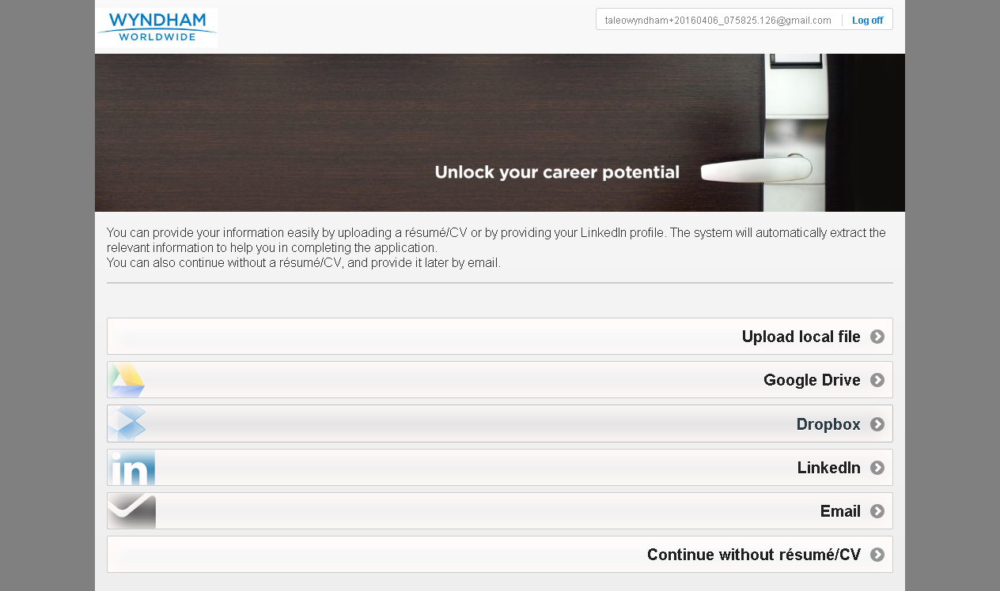 WYNDHAM
WORLDWIDE
taleowyndham+20160406_075825.126@gmail.com
Log off
Unlock your career potential
You can provide your information easily by uploading a résumé/CV or by providing your LinkedIn profile. The system will automatically extract the
relevant information to help you in completing the application.
You can also continue without a résumé/CV, and provide it later by email.
Upload local file
Google Drive
Dropbox
in
LinkedIn
Email
Continue without résumé/CV